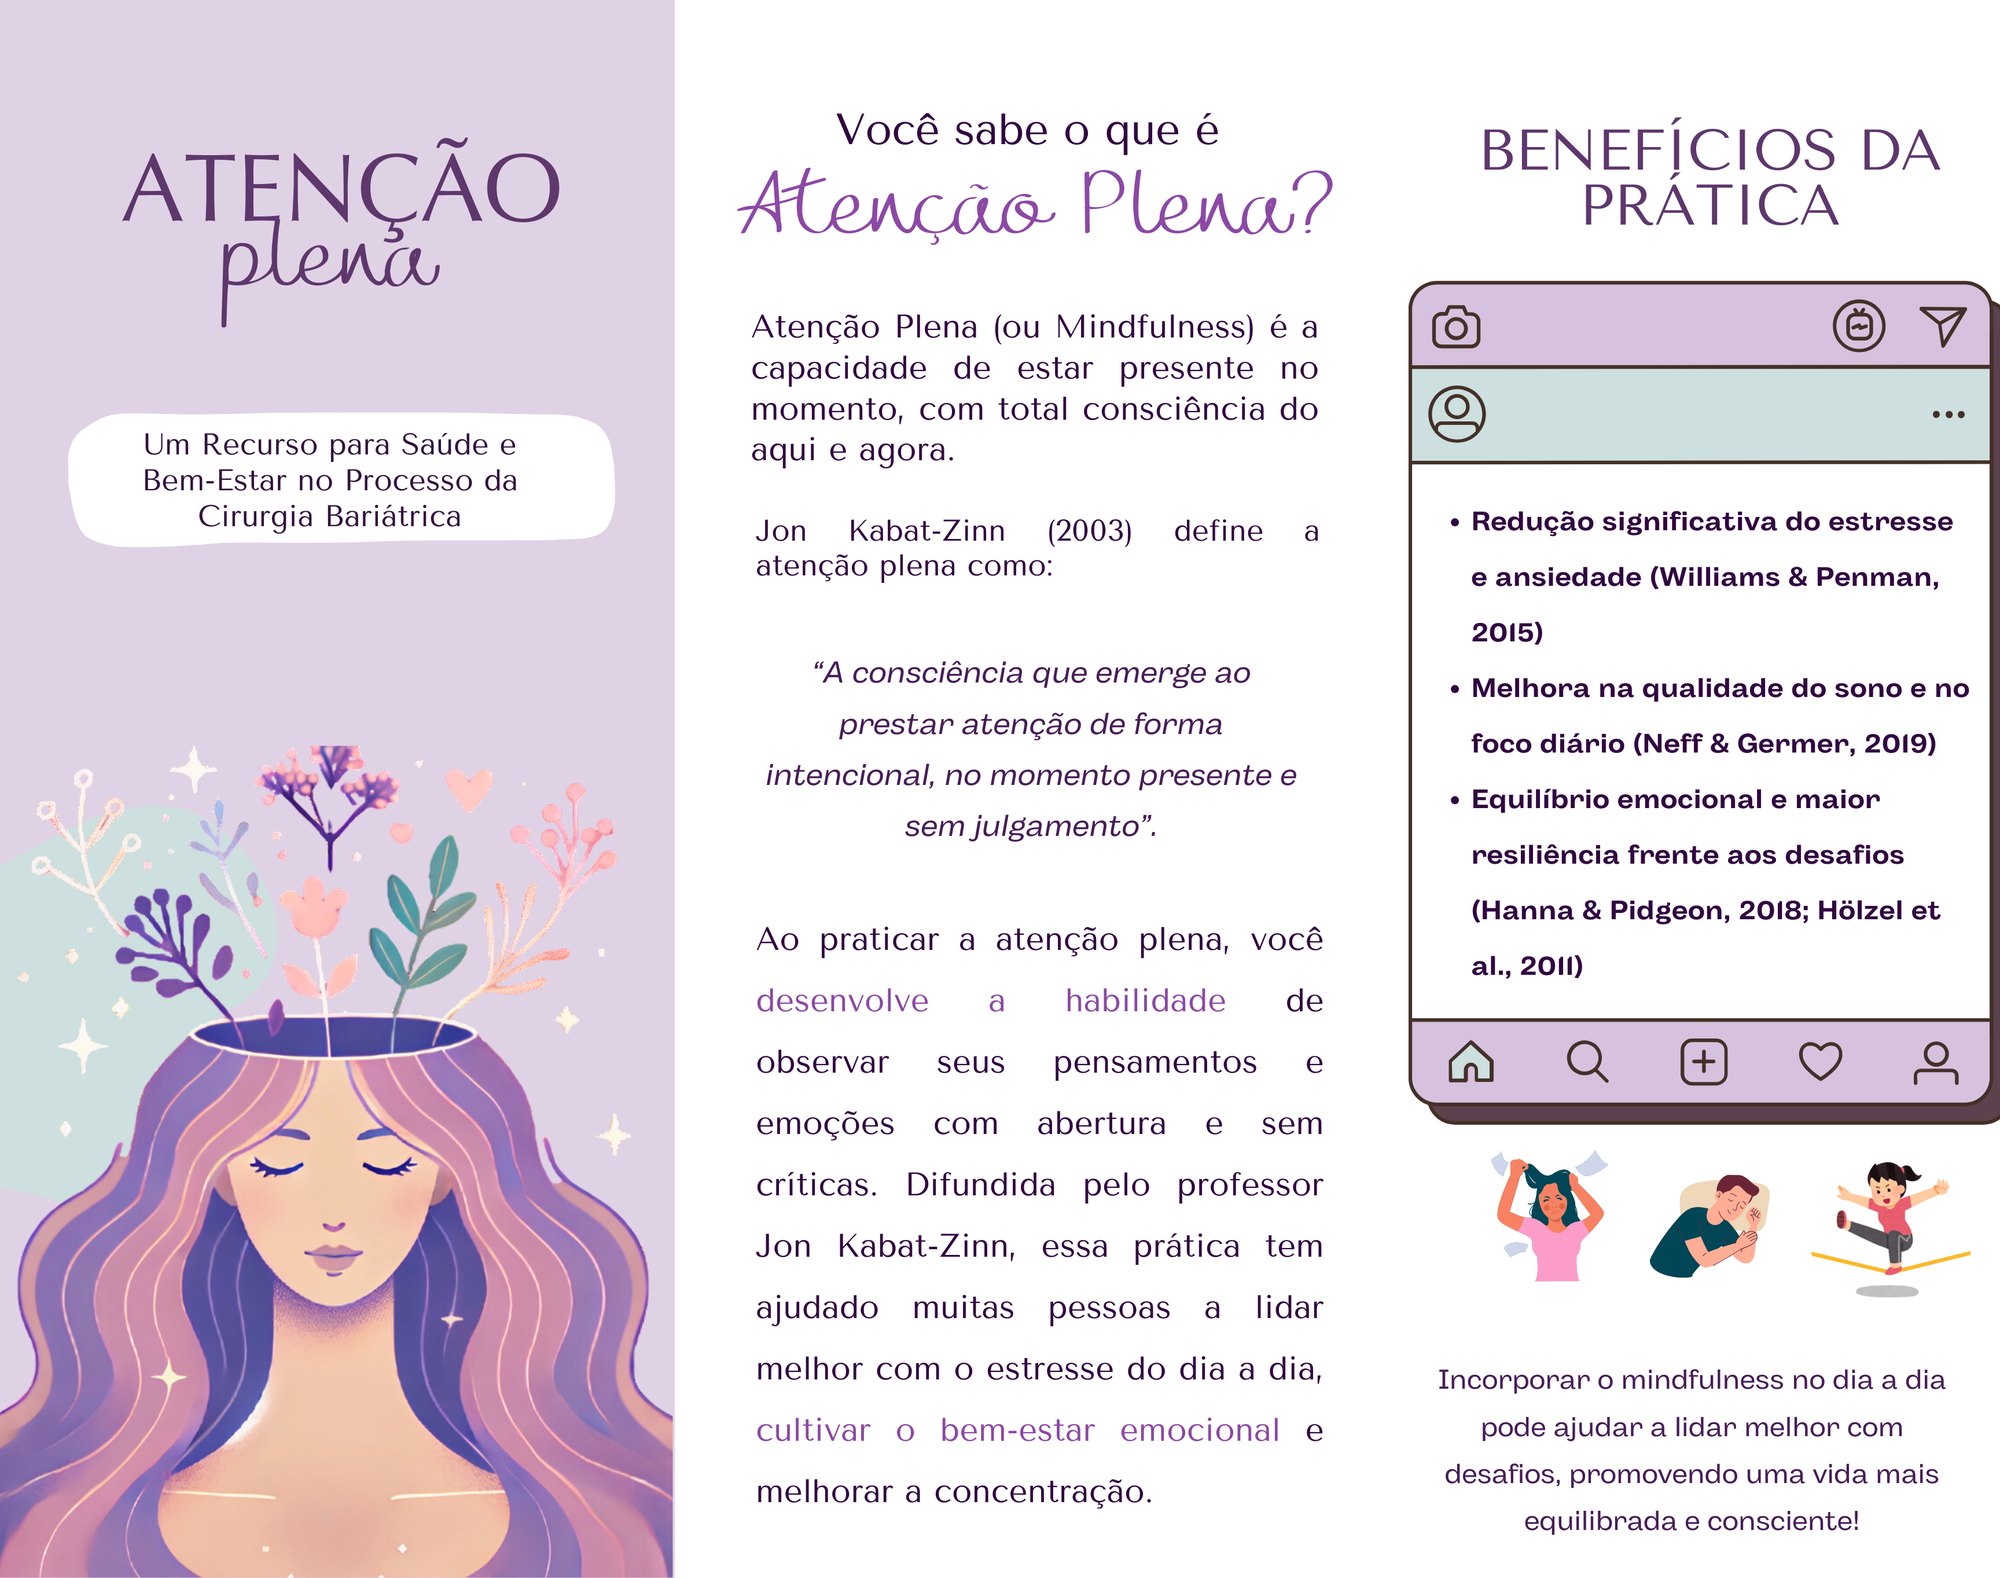 ATENÇÃO
plena
Um Recurso para Saúde e
Bem-Estar no Processo da
Cirurgia Bariátrica
Você sabe o que é
Atenção Plena?
Atenção Plena (ou Mindfulness) é a
capacidade de estar presente no
momento, com total consciência do
aqui e agora.
Jon Kabat-Zinn (2003) define a
atenção plena como:
“A consciência que emerge ao
prestar atenção de forma
intencional, no momento presente e
sem julgamento”.
Ao praticar a atenção plena, você
desenvolve a habilidade de
observar seus pensamentos e
emoções com abertura e sem
críticas. Difundida pelo professor
Jon Kabat-Zinn, essa prática tem
ajudado muitas pessoas a lidar
melhor com o estresse do dia a dia,
cultivar o bem-estar emocional e
melhorar a concentração.
BENEFÍCIOS DA
PRÁTICA
• Redução significativa do estresse
e ansiedade (Williams & Penman,
2015)
• Melhora na qualidade do sono e no
foco diário (Neff & Germer, 2019)
• Equilíbrio emocional e maior
resiliência frente aos desafios
(Hanna & Pidgeon, 2018; Hölzel et
al., 2011)
Incorporar o mindfulness no dia a dia
pode ajudar a lidar melhor com
desafios, promovendo uma vida mais
equilibrada e consciente!